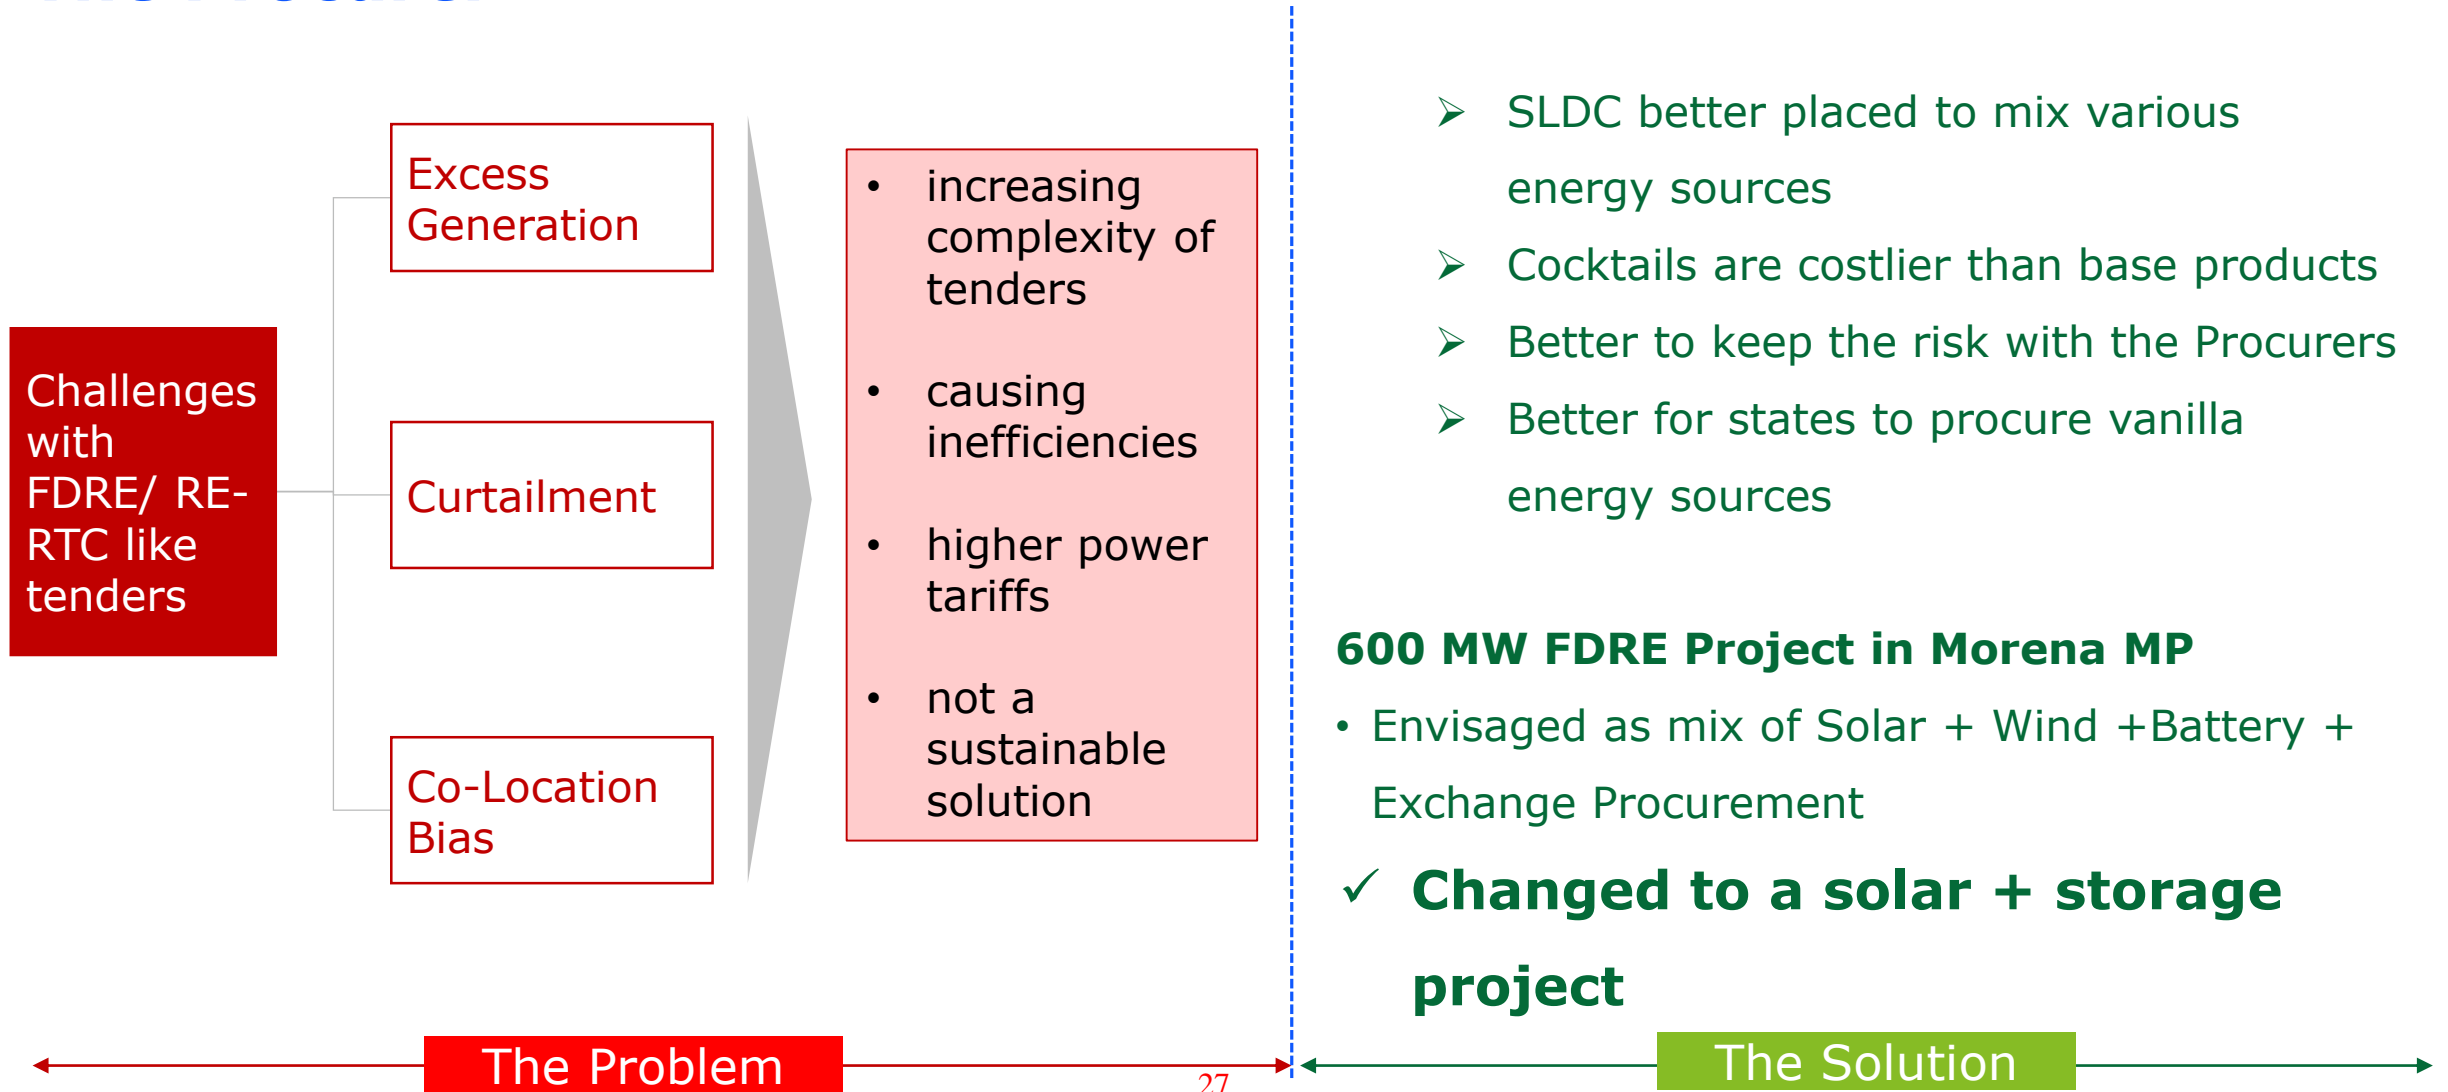 Challenges
with
FDRE/ RE-
RTC like
tenders
Excess
Generation
Curtailment
Co-Location
Bias
• increasing
complexity of
tenders
• causing
inefficiencies
• higher power
tariffs
• not a
sustainable
solution
The Problem
27
➢ SLDC better placed to mix various
energy sources
➢ Cocktails are costlier than base products
➢ Better to keep the risk with the Procurers
➢ Better for states to procure vanilla
energy sources
600 MW FDRE Project in Morena MP
• Envisaged as mix of Solar + Wind +Battery +
Exchange Procurement
✓ Changed to a solar + storage
project
The Solution